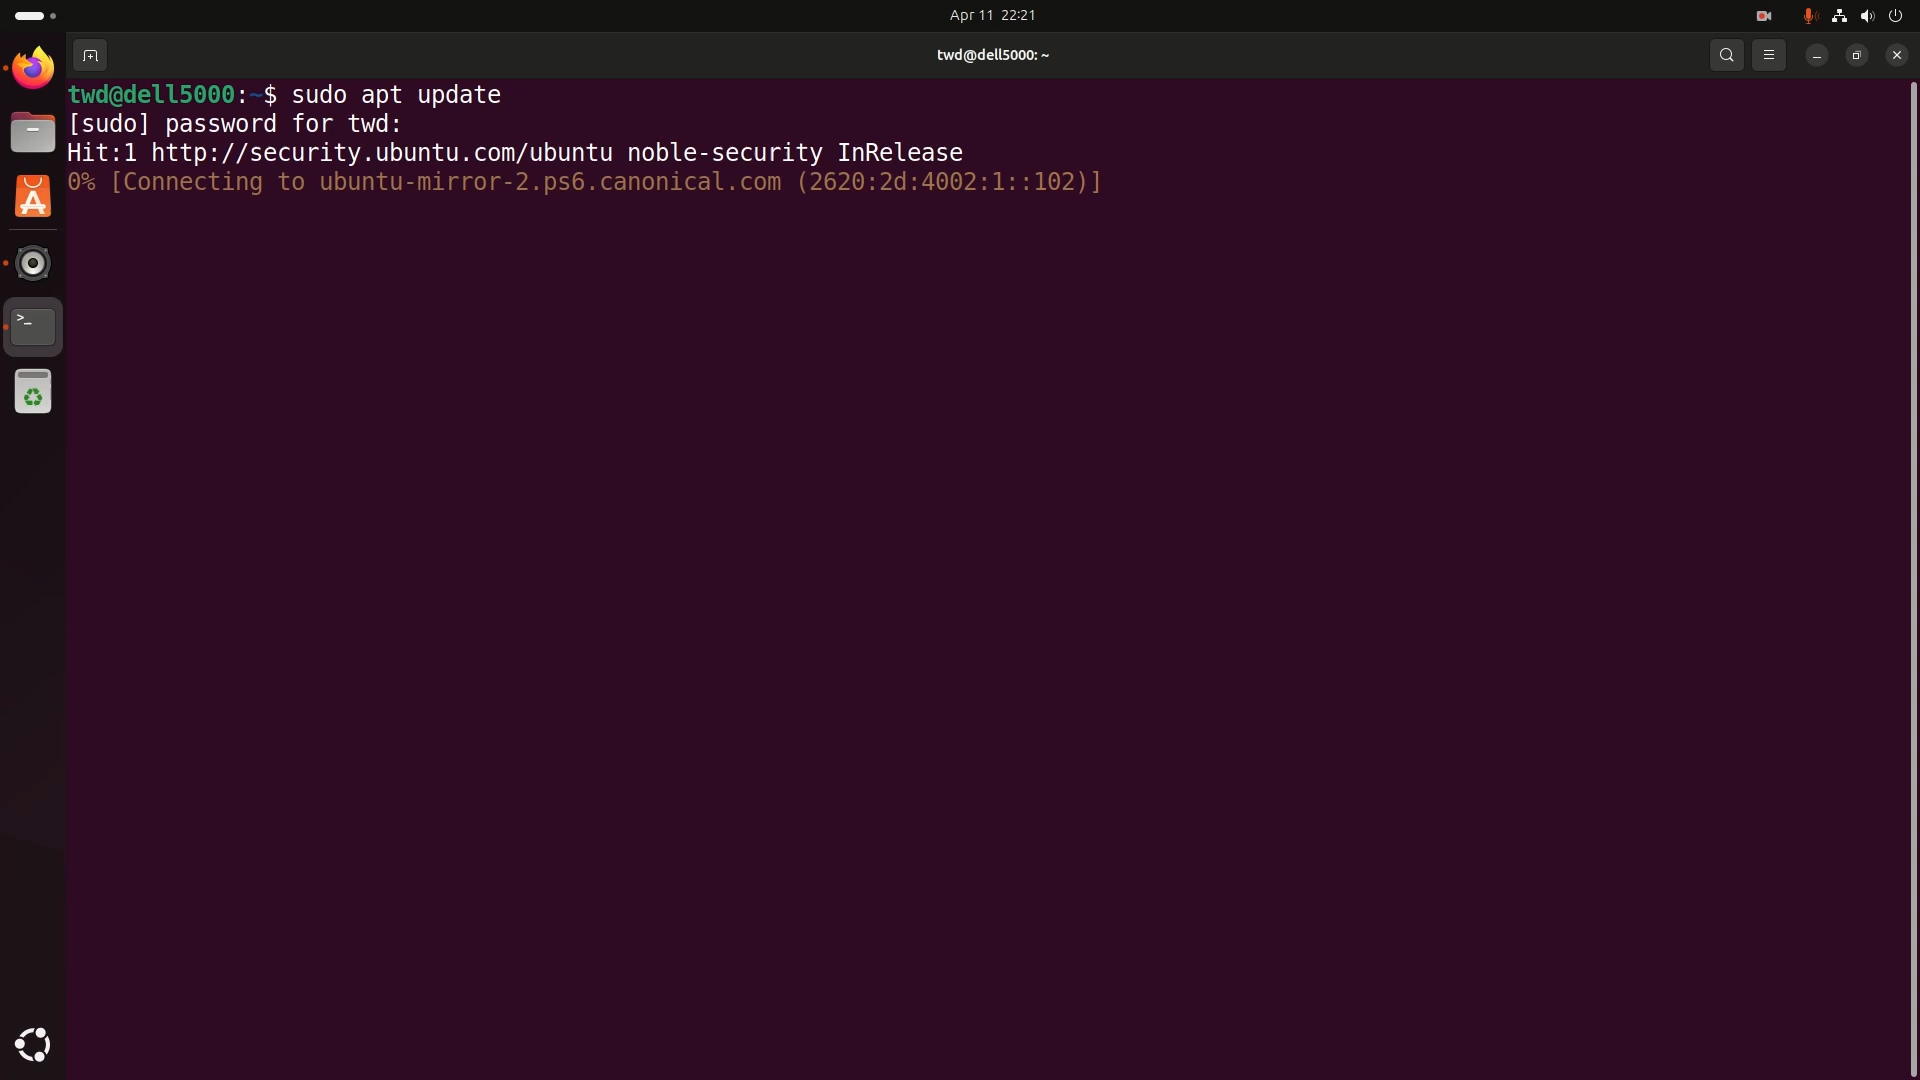 Apr 11 22:21
twd@dell5000: ~
twd@dell5000:~$ sudo apt update
[sudo] password for twd:
Hit:1 http://security.ubuntu.com/ubuntu noble-security InRelease
0% [Connecting to ubuntu-mirror-2.ps6.canonical.com (2620:2d:4002:1::102)]
>_